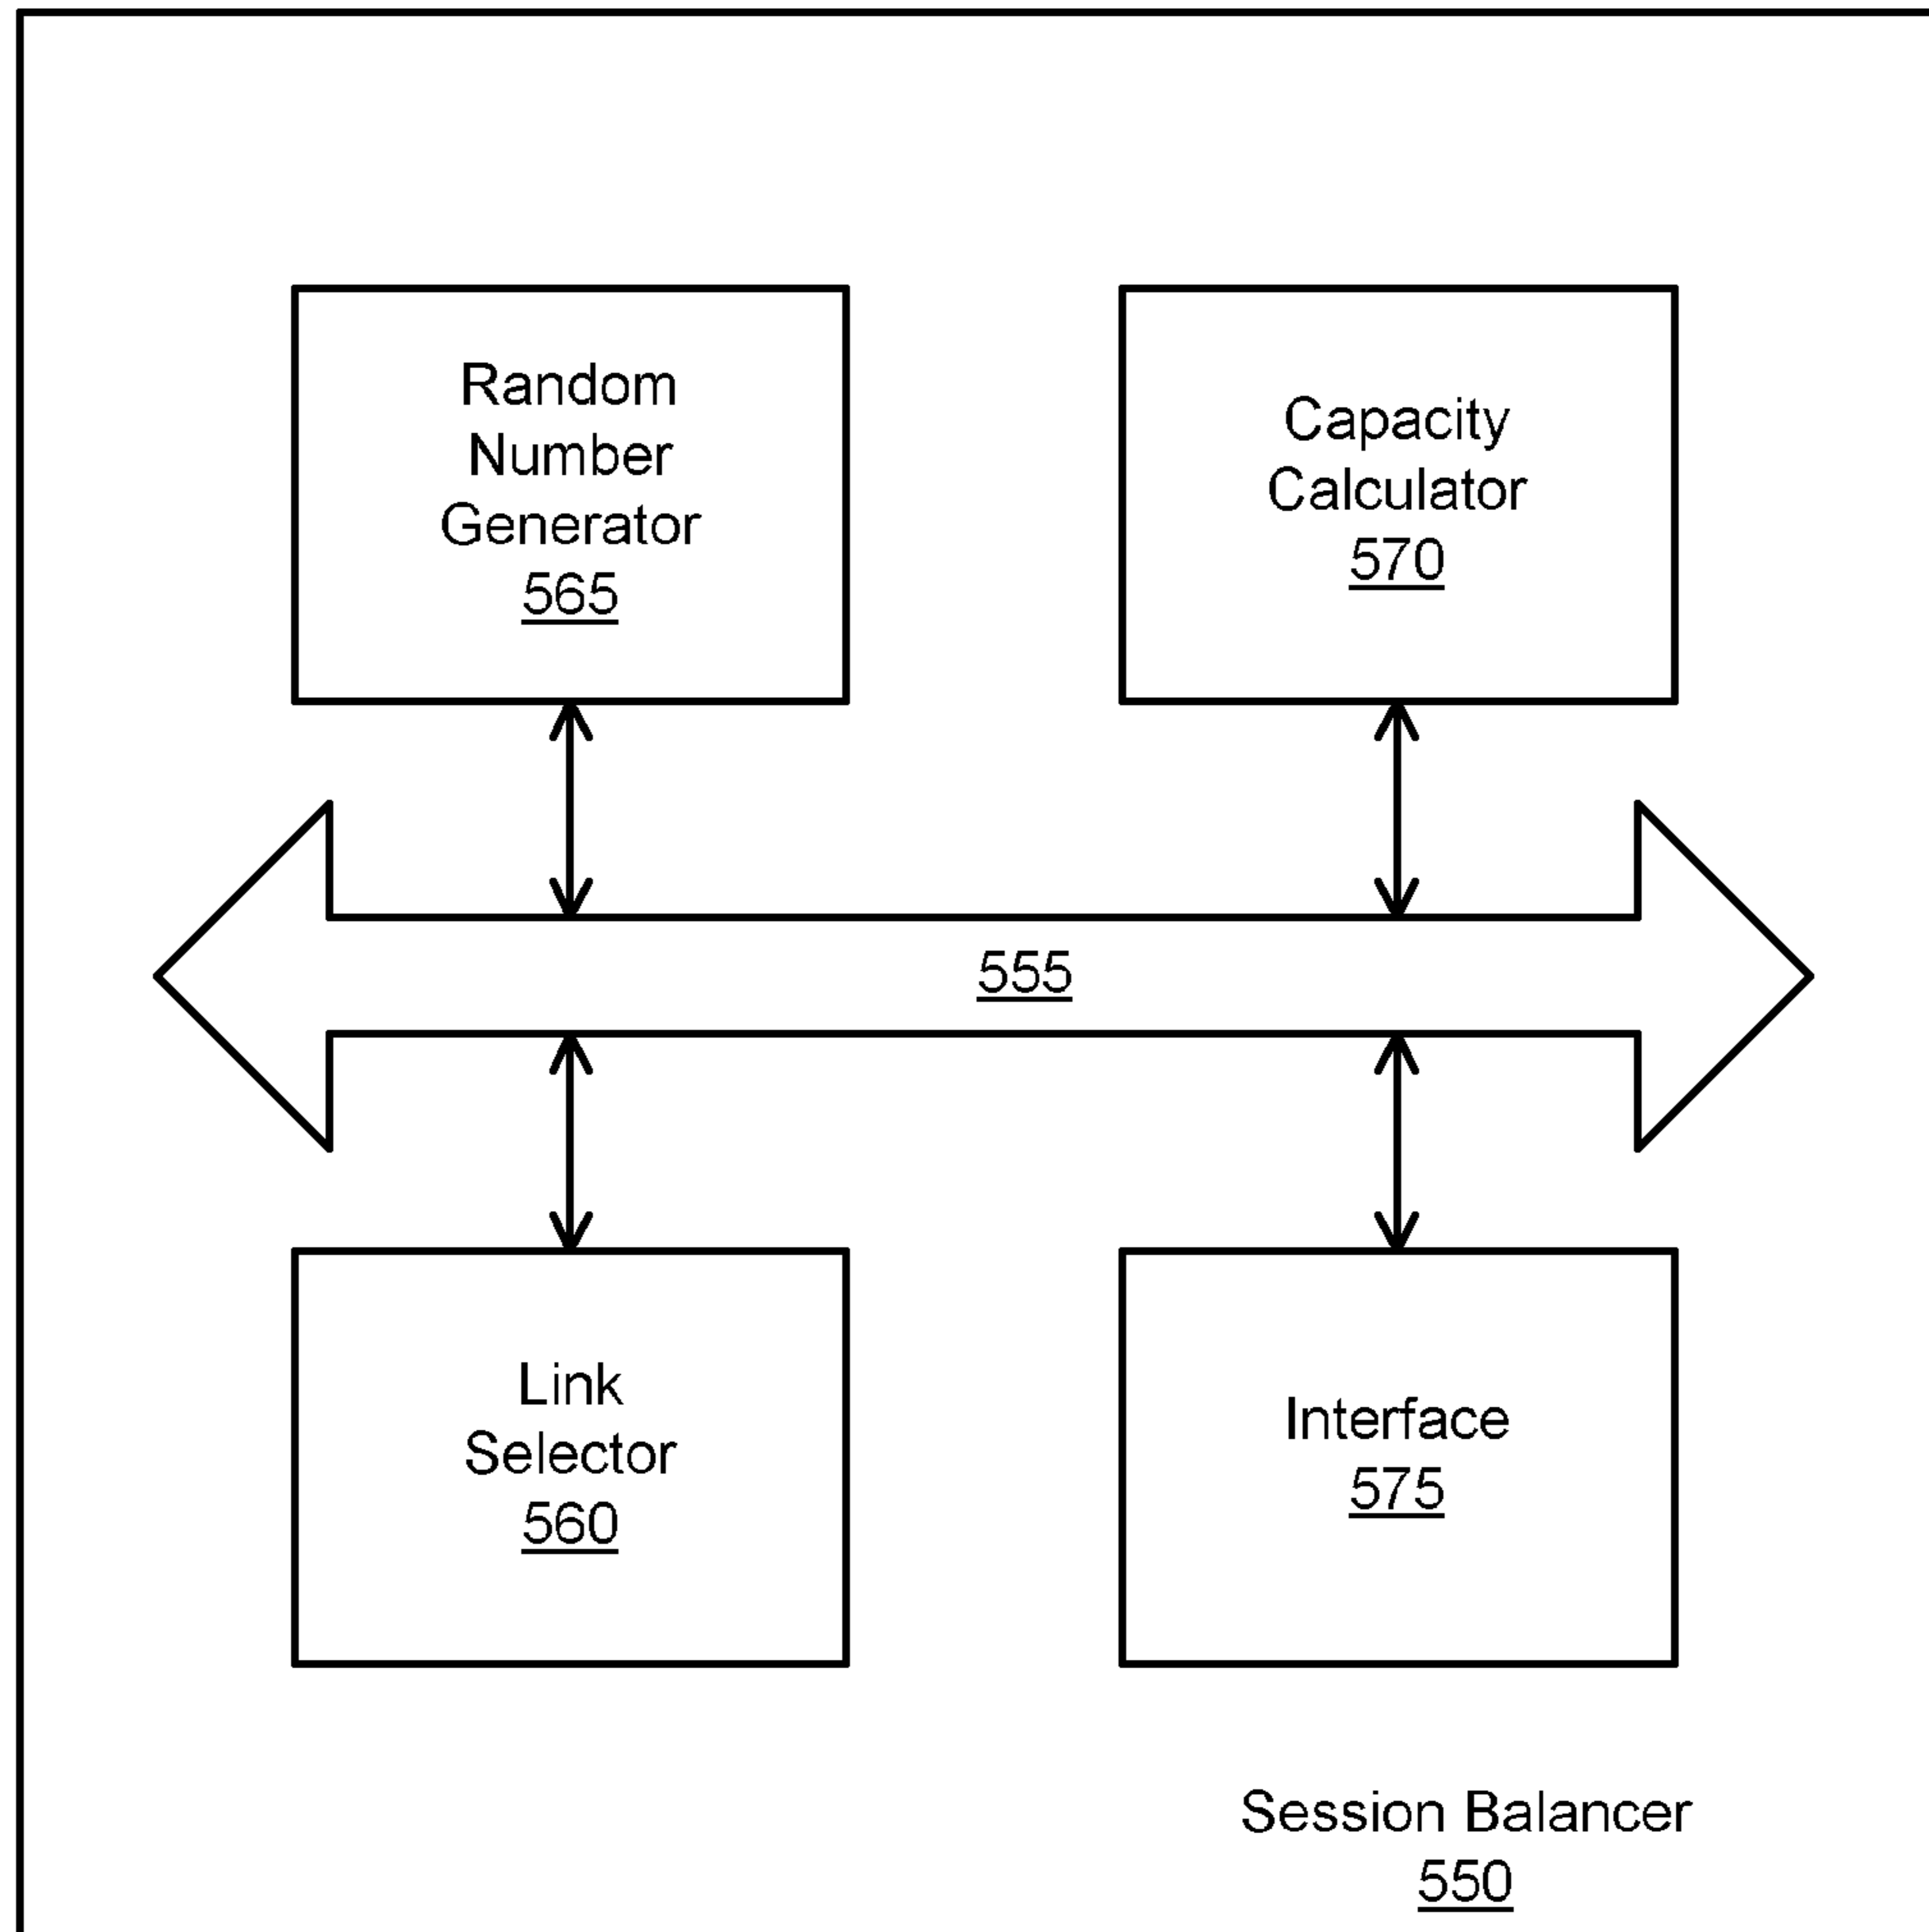 Random
Number
Generator
565
Capacity
Calculator
570
555
Link
Selector
560
Interface
575
Session Balancer
550